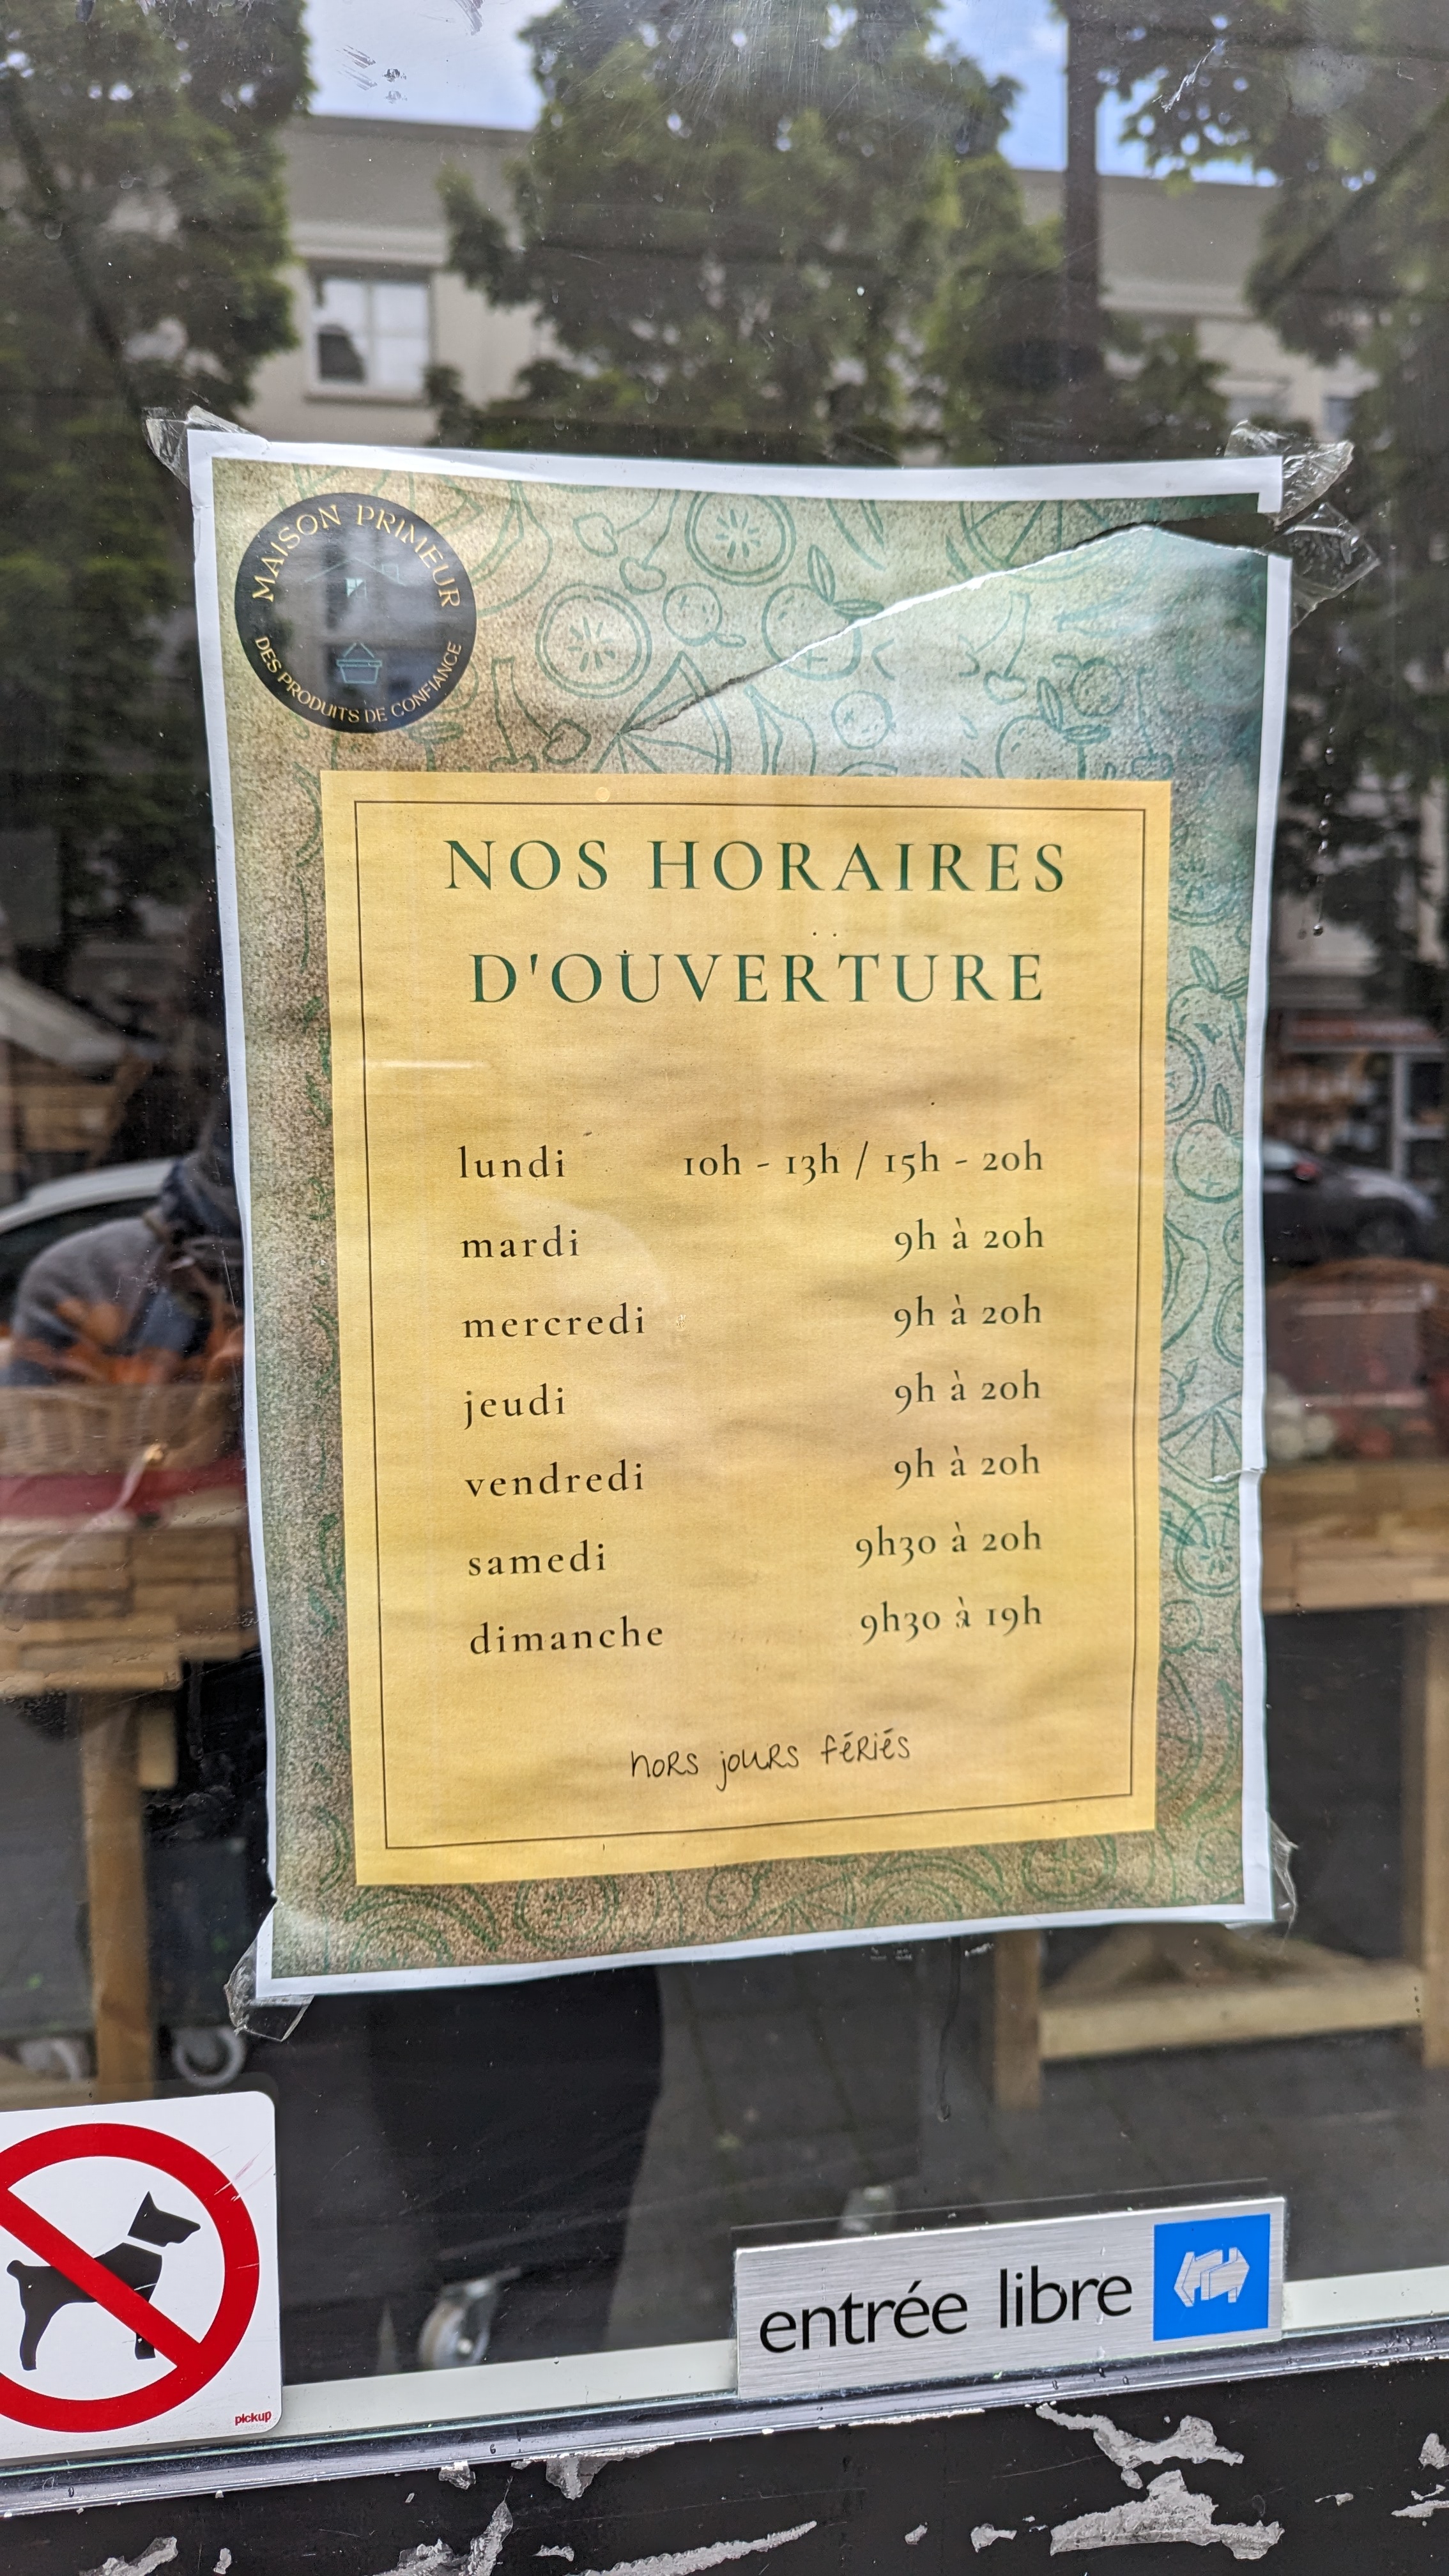 MAISON PRIMEUR
DES PRODUITS DE CONFIANCE
NOS HORAIRES
D'OUVERTURE
lundi 10h - 13h / 15h - 20h
mardi 9h à 20h
mercredi 9h à 20h
jeudi 9h à 20h
vendredi 9h à 20h
samedi 9h30 à 20h
dimanche 9h30 à 19h
hors jours fériés
pickup
entrée libre